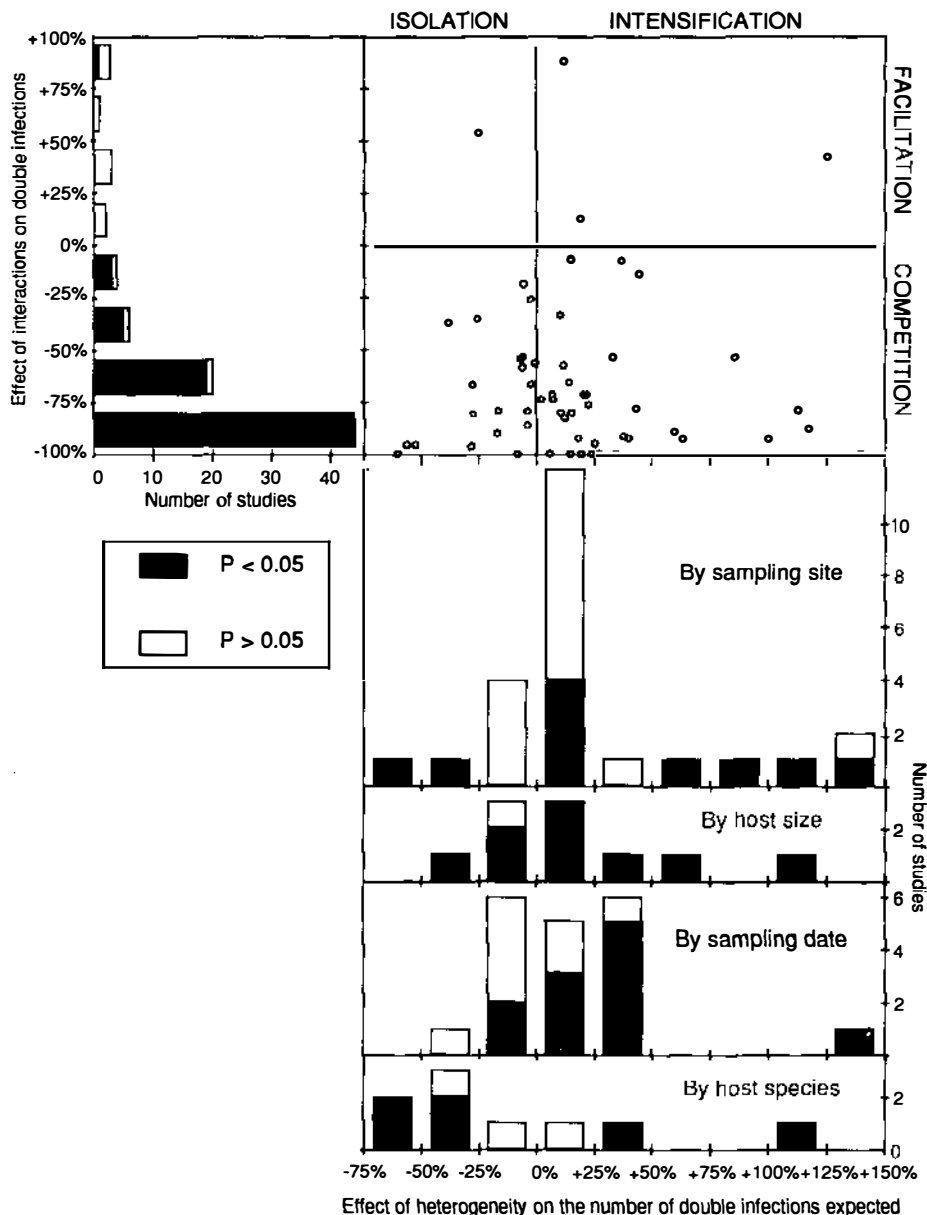 ISOLATION INTENSIFICATION
+100%
+75%
+50%
+25%
0%
-25%
-50%
-75%
-100%
Effect of interactions on double infections
0 10 20 30 40
Number of studies
FACILITATION
COMPETITION
P < 0.05
P > 0.05
By sampling site
10
8
6
4
2
By host size
2
Number of studies
By sampling date
6
4
2
By host species
2
0
-75% -50% -25% 0% +25% +50% +75% +100% +125% +150%
Effect of heterogeneity on the number of double infections expected